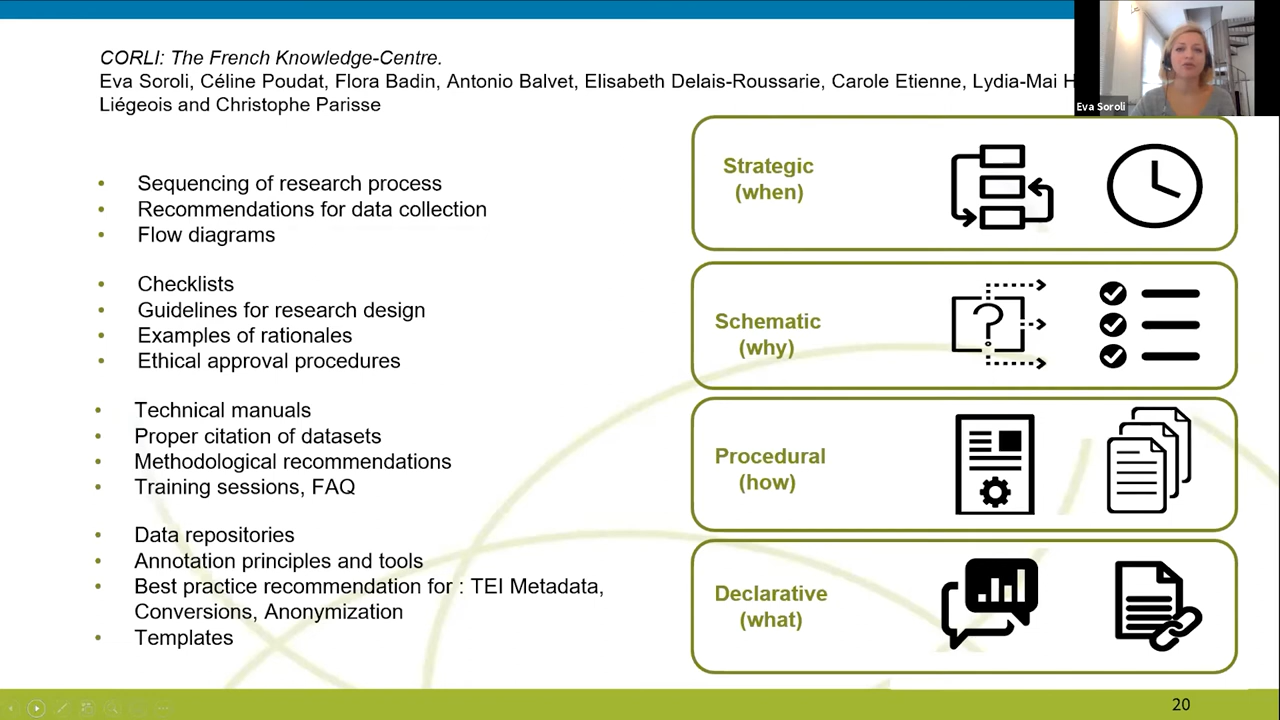 CORLI: The French Knowledge-Centre.
Eva Soroli, Céline Poudat, Flora Badin, Antonio Balvet, Elisabeth Delais-Roussarie, Carole Etienne, Lydia-Mai
Liégeois and Christophe Parisse
Eva Soroli
• Sequencing of research process
• Recommendations for data collection
• Flow diagrams
Strategic
(when)
• Checklists
• Guidelines for research design
• Examples of rationales
• Ethical approval procedures
Schematic
(why)
?
• Technical manuals
• Proper citation of datasets
• Methodological recommendations
• Training sessions, FAQ
Procedural
(how)
• Data repositories
• Annotation principles and tools
• Best practice recommendation for : TEI Metadata,
Conversions, Anonymization
• Templates
Declarative
(what)
20